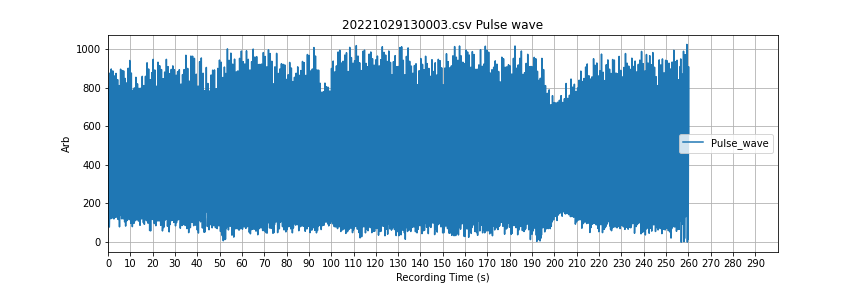 20221029130003.csv Pulse wave
Arb
1000
800
600
400
200
0
Pulse_wave
0 10 20 30 40 50 60 70 80 90 100 110 120 130 140 150 160 170 180 190 200 210 220 230 240 250 260 270 280 290
Recording Time (s)